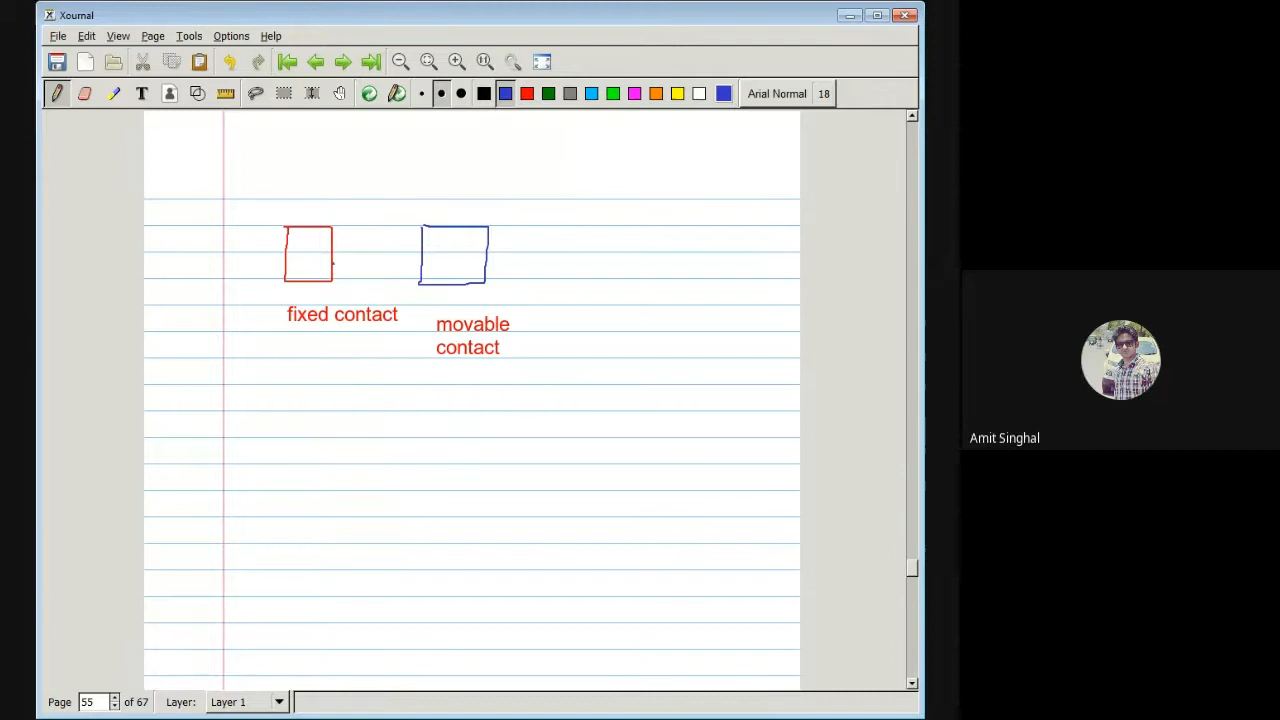 Xournal
File Edit View Page Tools Options Help
T Arial Normal 18
fixed contact
movable
contact
Amit Singhal
Page 55 of 67 Layer: Layer 1